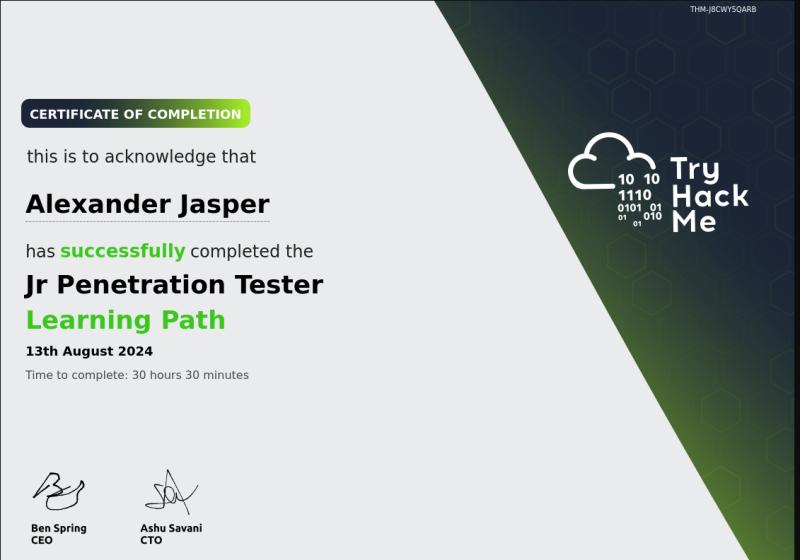 THM-J8CWY5QARB
CERTIFICATE OF COMPLETION
this is to acknowledge that
Alexander Jasper
has successfully completed the
Jr Penetration Tester
Learning Path
13th August 2024
Time to complete: 30 hours 30 minutes
10 10
1110
0101 01
01 010
01
Try
Hack
Me
Ben Spring
CEO
Ashu Savani
CTO